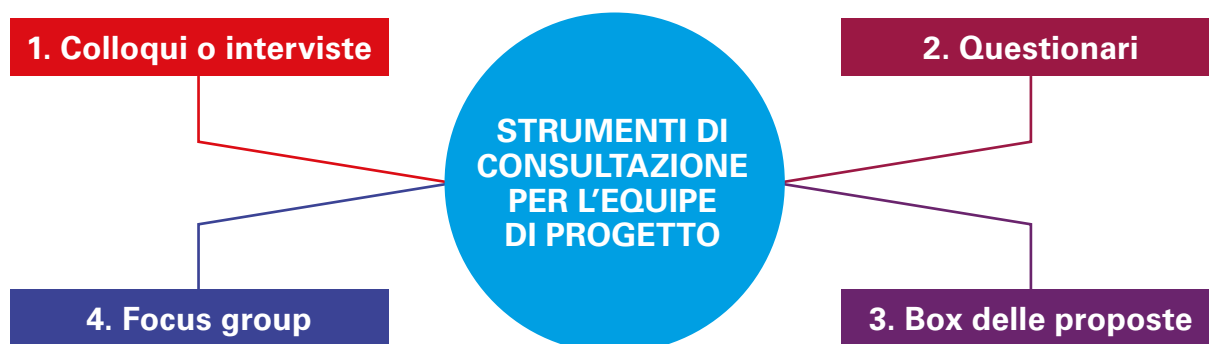 1. Colloqui o interviste
2. Questionari
STRUMENTI DI
CONSULTAZIONE
PER L'EQUIPE
DI PROGETTO
4. Focus group
3. Box delle proposte